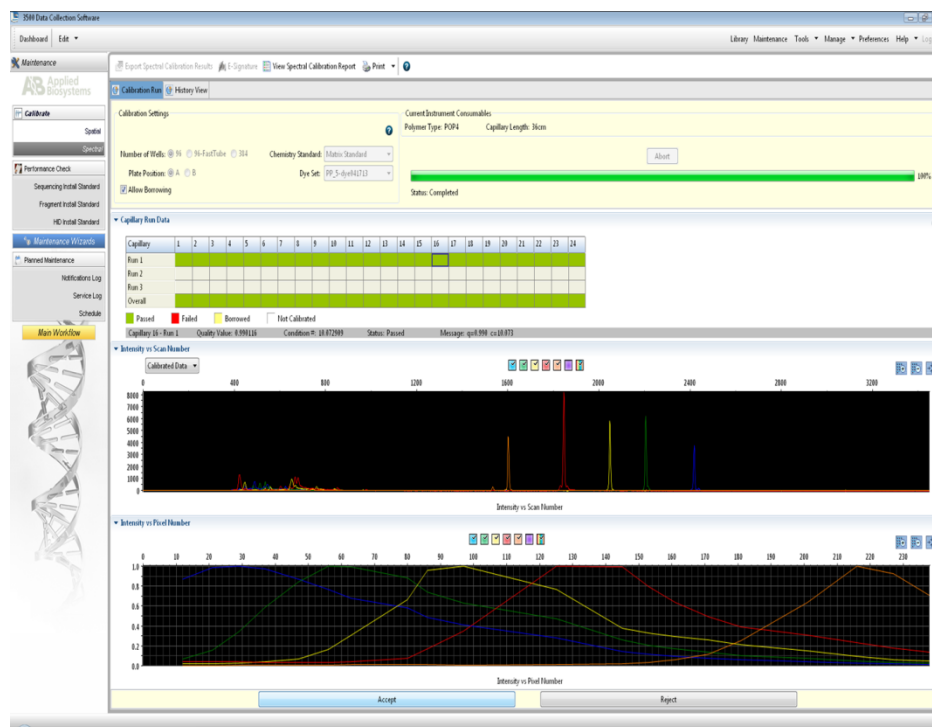 3500 Data Collection Software
Dashboard Edit
Library Maintenance Tools Manage Preferences Help Log
Maintenance
Export Spectral Calibration Results E-Signature View Spectral Calibration Report Print
AB Applied Biosystems
Calibration Run History View
Calibrate
Spatial
Spectral
Performance Check
Sequencing Install Standard
Fragment Install Standard
HID Install Standard
Maintenance Wizards
Planned Maintenance
Notifications Log
Service Log
Schedule
Main Workflow
Calibration Settings
Number of Wells: 96 96-FastTube 384 Chemistry Standard: Matrix Standard
Plate Position: A B Dye Set: PP_5-dye041713
Allow Borrowing
Current Instrument Consumables
Polymer Type: POP4 Capillary Length: 36cm
Abort
100%
Status: Completed
Capillary Run Data
Capillary 1 2 3 4 5 6 7 8 9 10 11 12 13 14 15 16 17 18 19 20 21 22 23 24
Run 1
Run 2
Run 3
Overall
Passed Failed Borrowed Not Calibrated
Capillary 16 - Run 1 Quality Value: 0.990116 Condition #: 10.072909 Status: Passed Message: q=0.990 c=10.073
Intensity vs Scan Number
Calibrated Data
0 400 800 1200 1600 2000 2400 2800 3200
8000
7000
6000
5000
4000
3000
2000
1000
0
Intensity vs Scan Number
Intensity vs Pixel Number
0 10 20 30 40 50 60 70 80 90 100 110 120 130 140 150 160 170 180 190 200 210 220 230
1.0
0.8
0.6
0.4
0.2
0.0
Intensity vs Pixel Number
Accept Reject